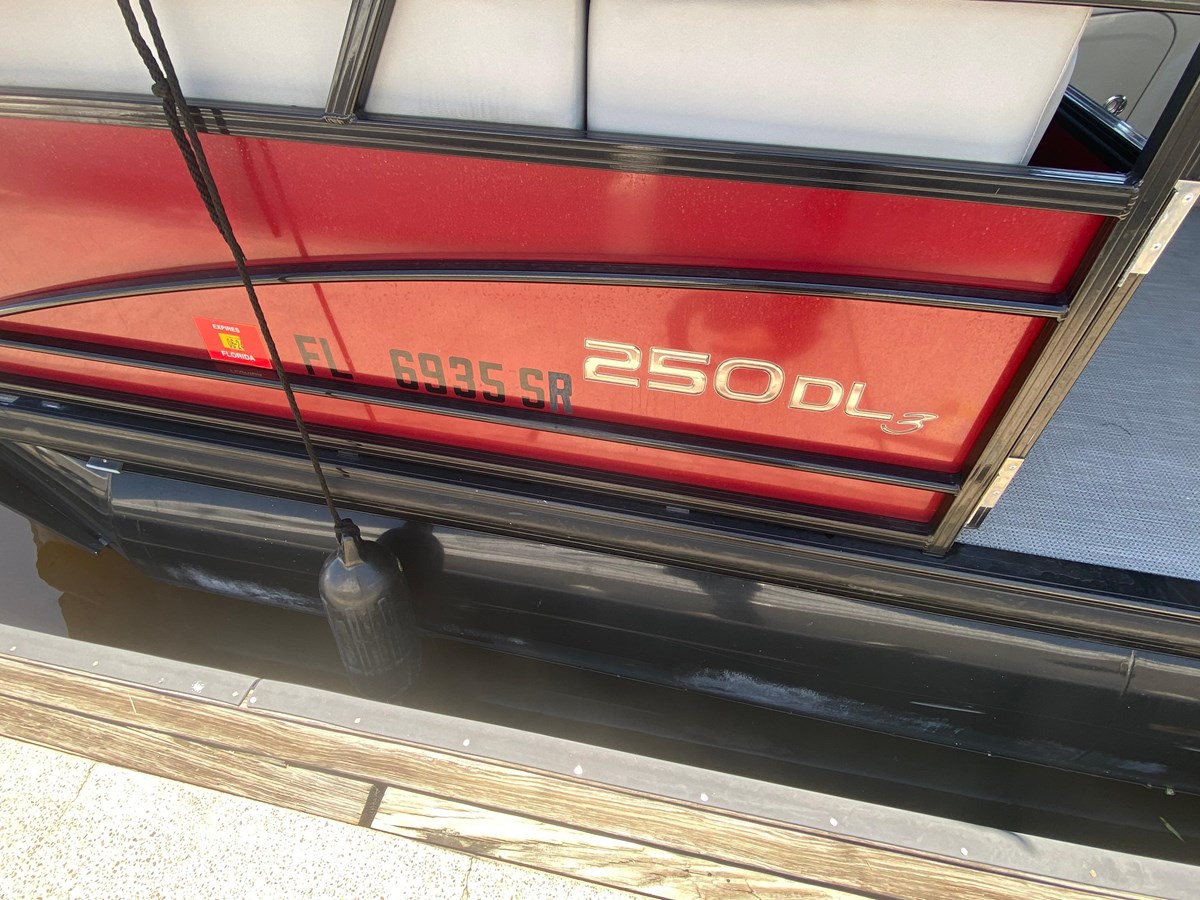 EXPIRES
FLORIDA
FL 6935 SR
250DL3